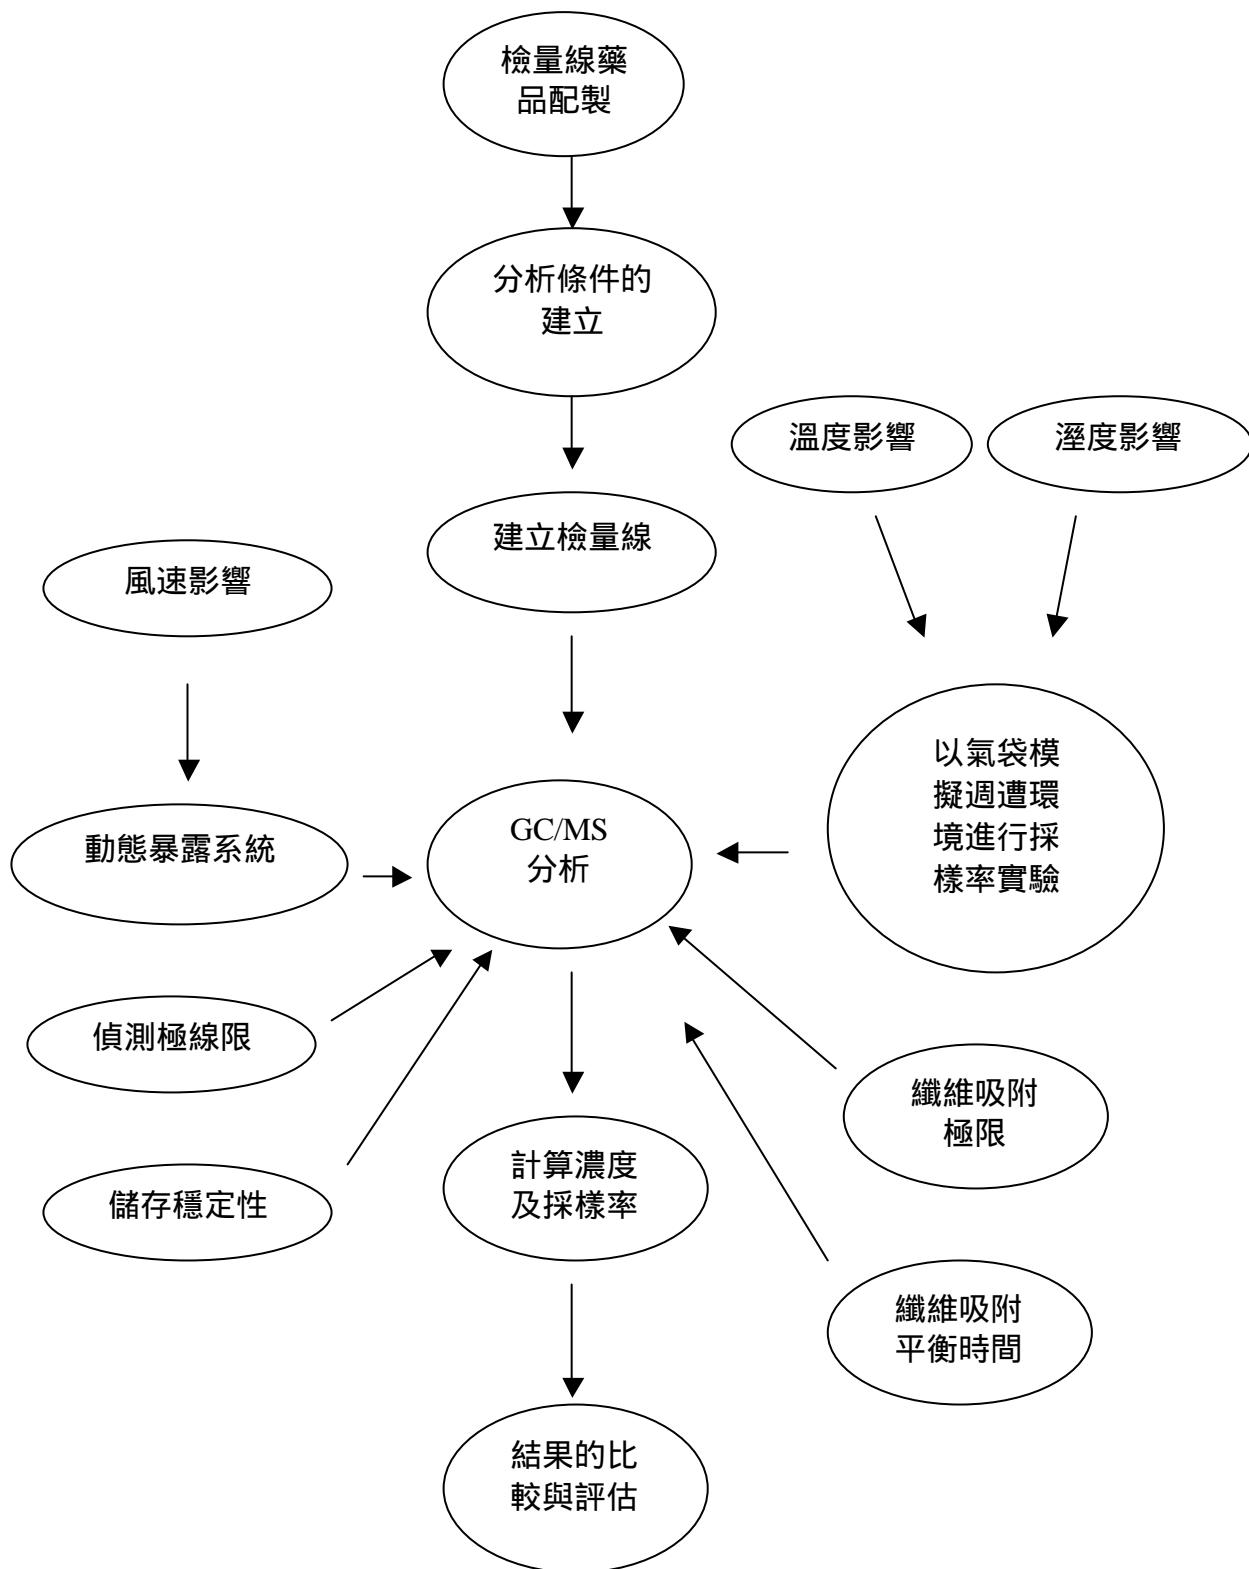 檢量線藥
品配製
分析條件的
建立
溫度影響
溼度影響
建立檢量線
風速影響
以氣袋模
擬週遭環
境進行採
樣率實驗
動態暴露系統
GC/MS
分析
偵測極線限
纖維吸附
極限
儲存穩定性
計算濃度
及採樣率
纖維吸附
平衡時間
結果的比
較與評估